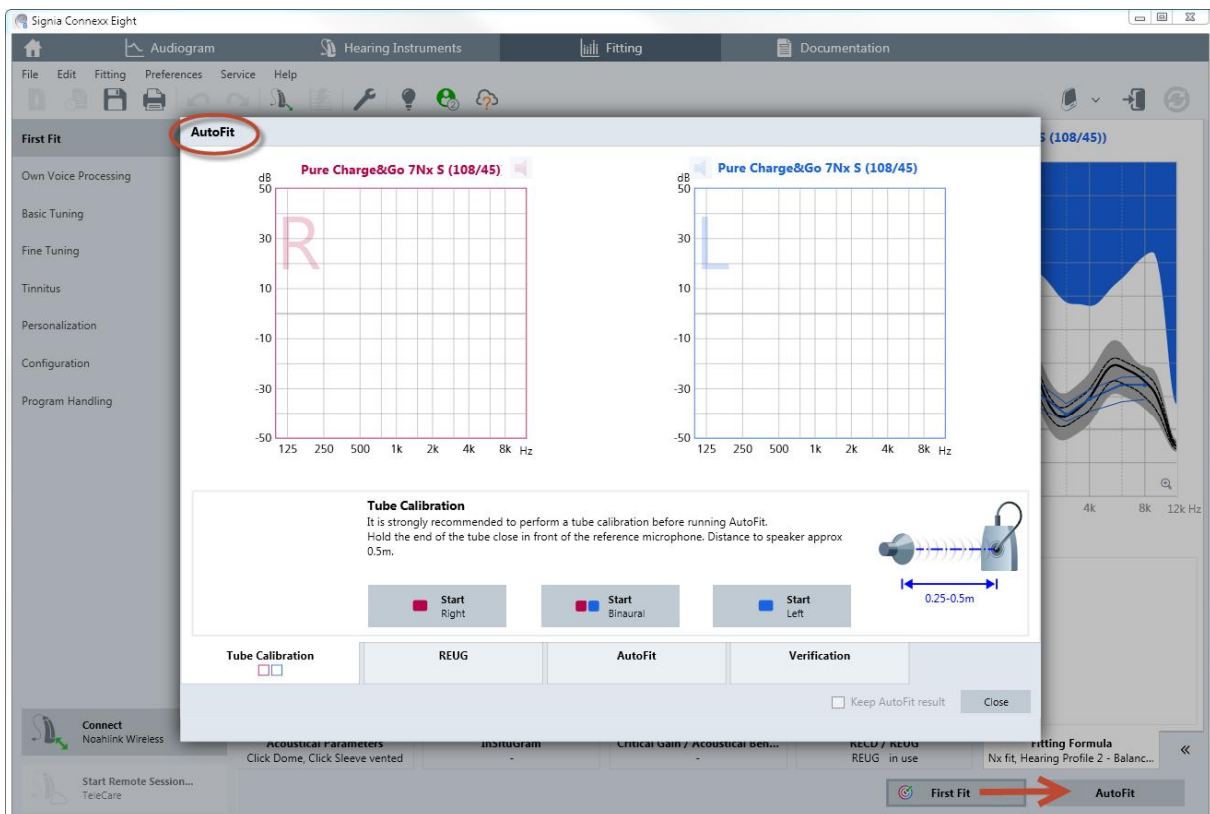 Signia Connexx Eight
Audiogram Hearing Instruments Fitting Documentation
File Edit Fitting Preferences Service Help
2
First Fit
Own Voice Processing
Basic Tuning
Fine Tuning
Tinnitus
Personalization
Configuration
Program Handling
AutoFit
S (108/45))
Pure Charge&Go 7Nx S (108/45)
dB
50
30
10
-10
-30
-50
125 250 500 1k 2k 4k 8k Hz
R
Pure Charge&Go 7Nx S (108/45)
dB
50
30
10
-10
-30
-50
125 250 500 1k 2k 4k 8k Hz
L
4k 8k 12k Hz
Tube Calibration
It is strongly recommended to perform a tube calibration before running AutoFit.
Hold the end of the tube close in front of the reference microphone. Distance to speaker approx
0.5m.
0.25-0.5m
Start
Right
Start
Binaural
Start
Left
Tube Calibration REUG AutoFit Verification
Keep AutoFit result Close
Connect
Noahlink Wireless
Start Remote Session...
TeleCare
Acoustical Parameters
Click Dome, Click Sleeve vented
InSituGram
-
Critical Gain / Acoustical Ben...
-
RECD / REUG
REUG in use
Fitting Formula
Nx fit, Hearing Profile 2 - Balanc...
First Fit AutoFit